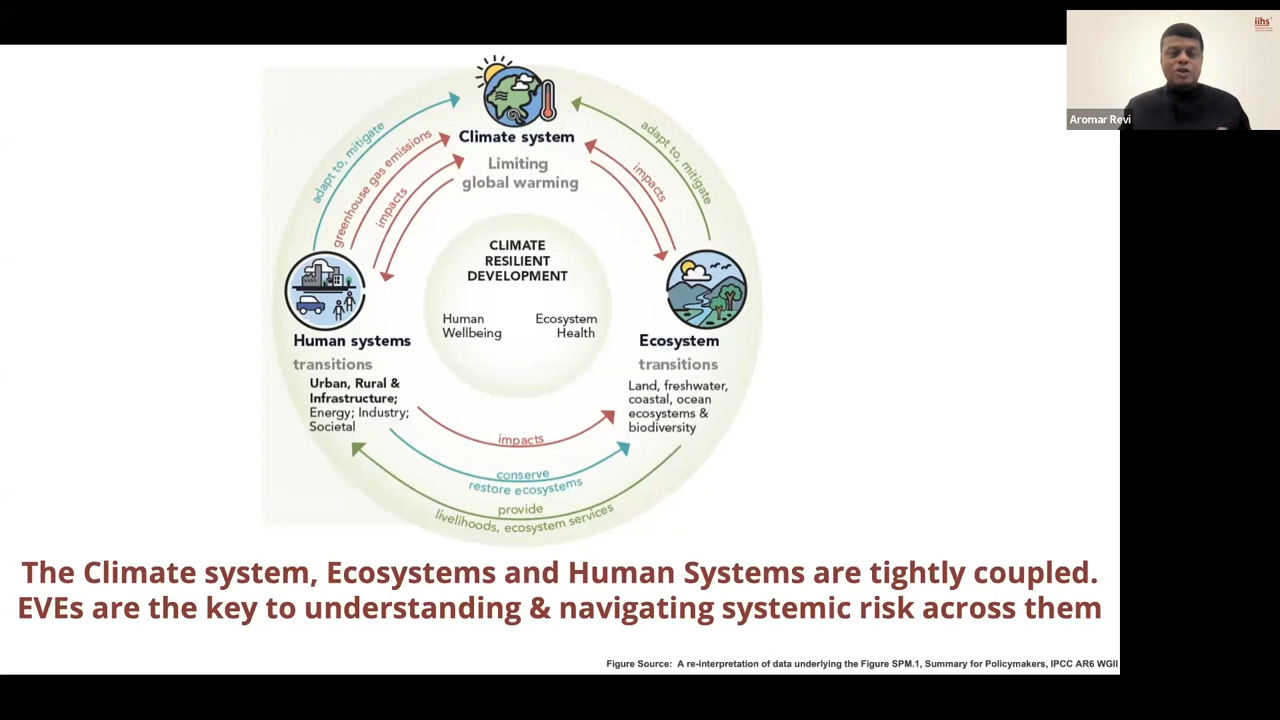 iihs
Aromar Revi
Climate system
Limiting
global warming
adapt to, mitigate
greenhouse gas emissions
impacts
impacts
adapt to, mitigate
CLIMATE
RESILIENT
DEVELOPMENT
Human
Wellbeing
Ecosystem
Health
Human systems
transitions
Urban, Rural &
Infrastructure;
Energy; Industry;
Societal
Ecosystem
transitions
Land, freshwater,
coastal, ocean
ecosystems &
biodiversity
impacts
conserve
restore ecosystems
provide
livelihoods, ecosystem services
The Climate system, Ecosystems and Human Systems are tightly coupled.
EVEs are the key to understanding & navigating systemic risk across them
Figure Source: A re-interpretation of data underlying the Figure SPM.1, Summary for Policymakers, IPCC AR6 WGII